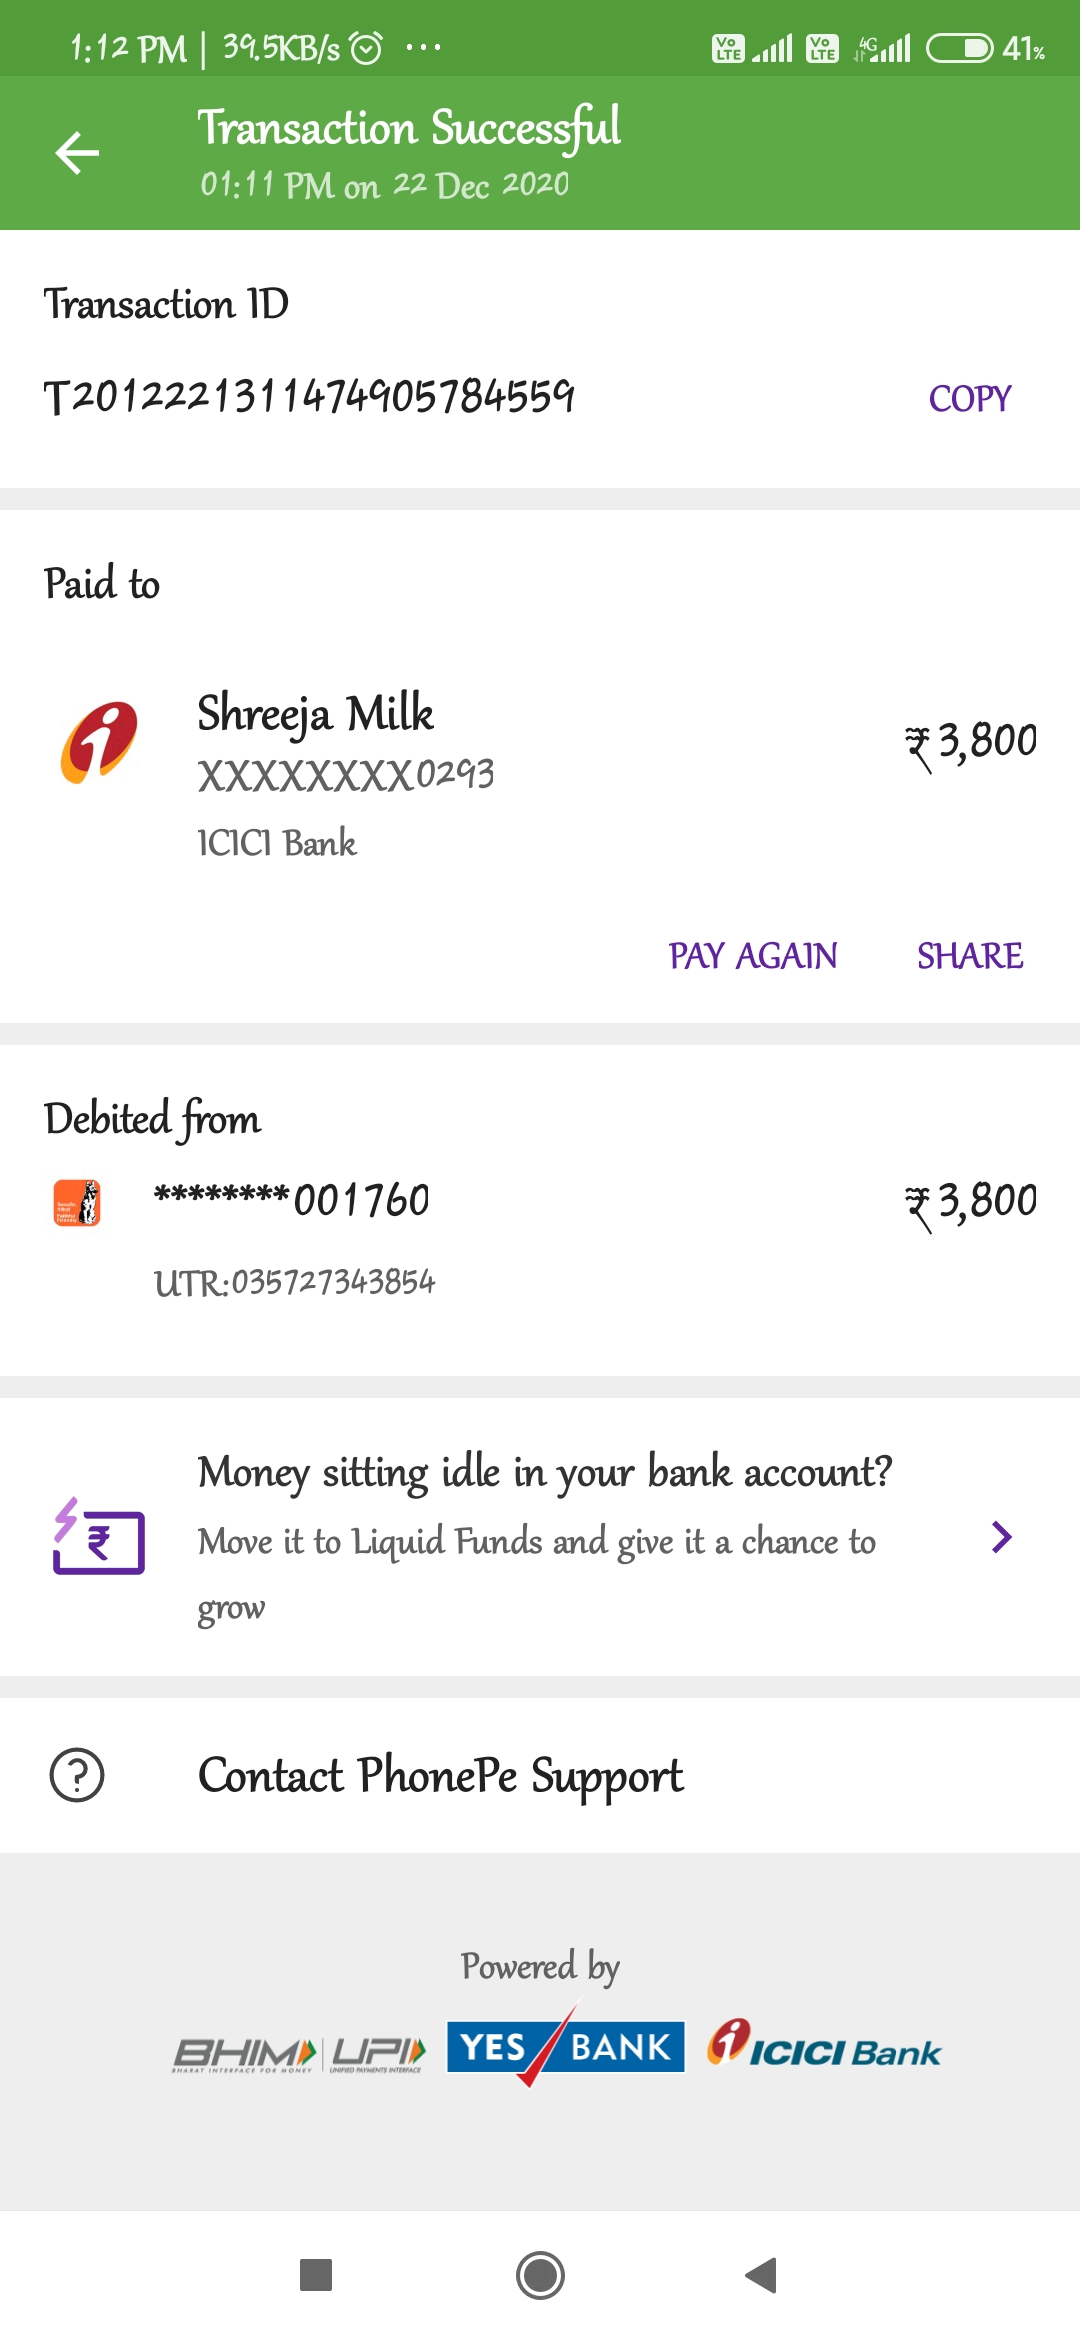 1:12 PM | 39.5KB/s ... Vo LTE Vo LTE 4G 41%
Transaction Successful
01:11 PM on 22 Dec 2020
Transaction ID
T2012221311474905784559 COPY
Paid to
Shreeja Milk ₹3,800
XXXXXXXX0293
ICICI Bank
PAY AGAIN SHARE
Debited from
********001760 ₹3,800
UTR:035727343854
Money sitting idle in your bank account?
Move it to Liquid Funds and give it a chance to
grow
Contact PhonePe Support
Powered by
BHIM UPI YES BANK ICICI Bank
BHARAT INTERFACE FOR MONEY UNIFIED PAYMENTS INTERFACE